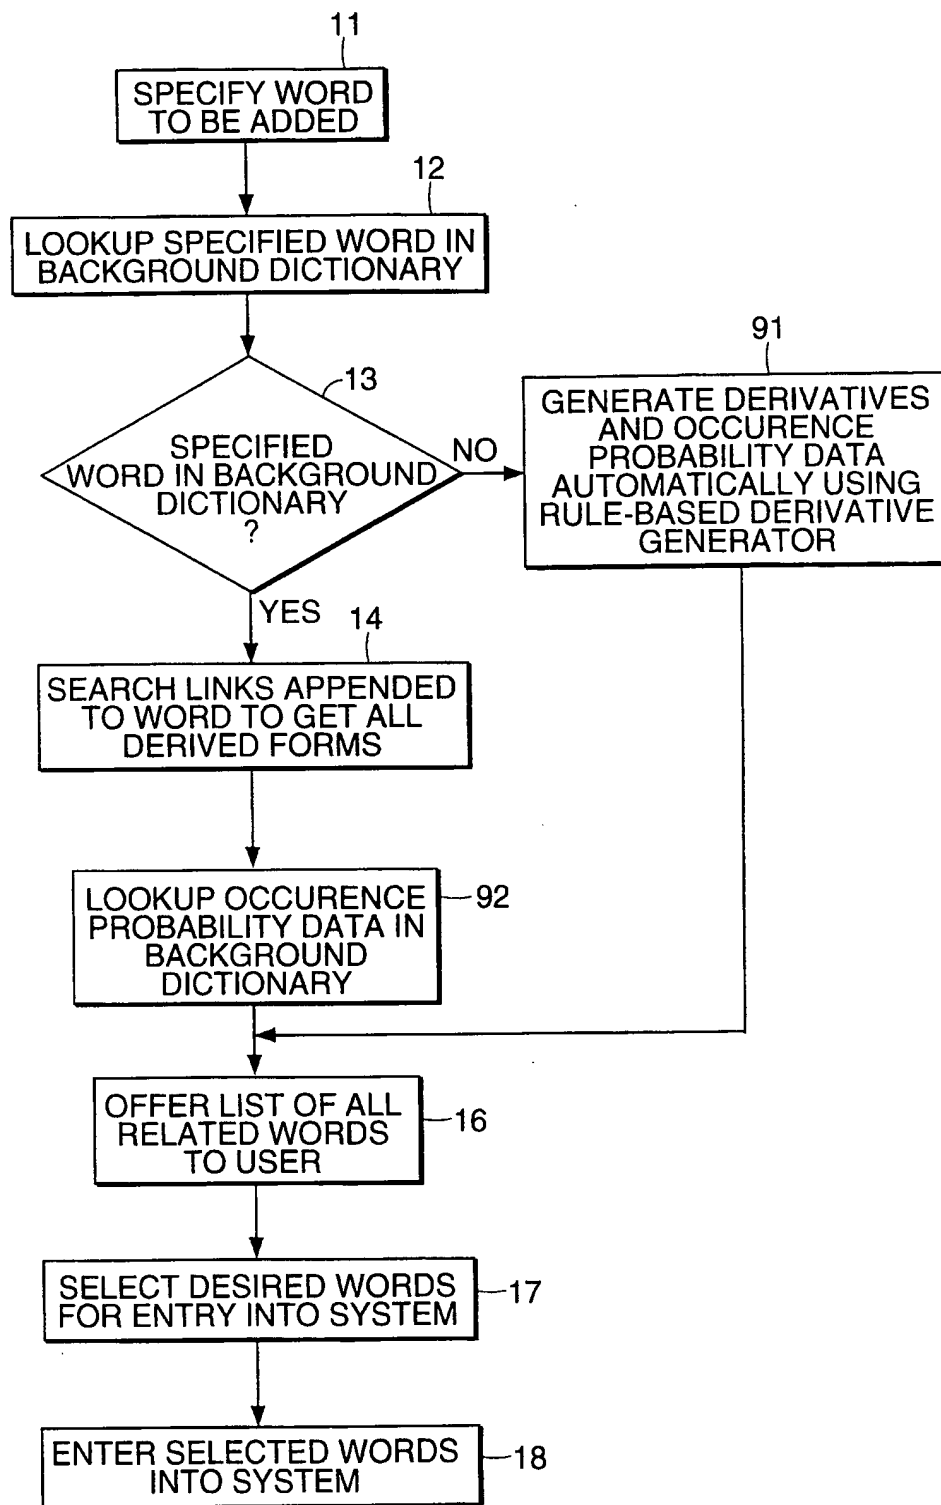 11
SPECIFY WORD
TO BE ADDED
12
LOOKUP SPECIFIED WORD IN
BACKGROUND DICTIONARY
13
SPECIFIED
WORD IN BACKGROUND
DICTIONARY
?
NO
91
GENERATE DERIVATIVES
AND OCCURENCE
PROBABILITY DATA
AUTOMATICALLY USING
RULE-BASED DERIVATIVE
GENERATOR
YES
14
SEARCH LINKS APPENDED
TO WORD TO GET ALL
DERIVED FORMS
LOOKUP OCCURENCE
PROBABILITY DATA IN
BACKGROUND
DICTIONARY
92
OFFER LIST OF ALL
RELATED WORDS
TO USER
16
SELECT DESIRED WORDS
FOR ENTRY INTO SYSTEM
17
ENTER SELECTED WORDS
INTO SYSTEM
18